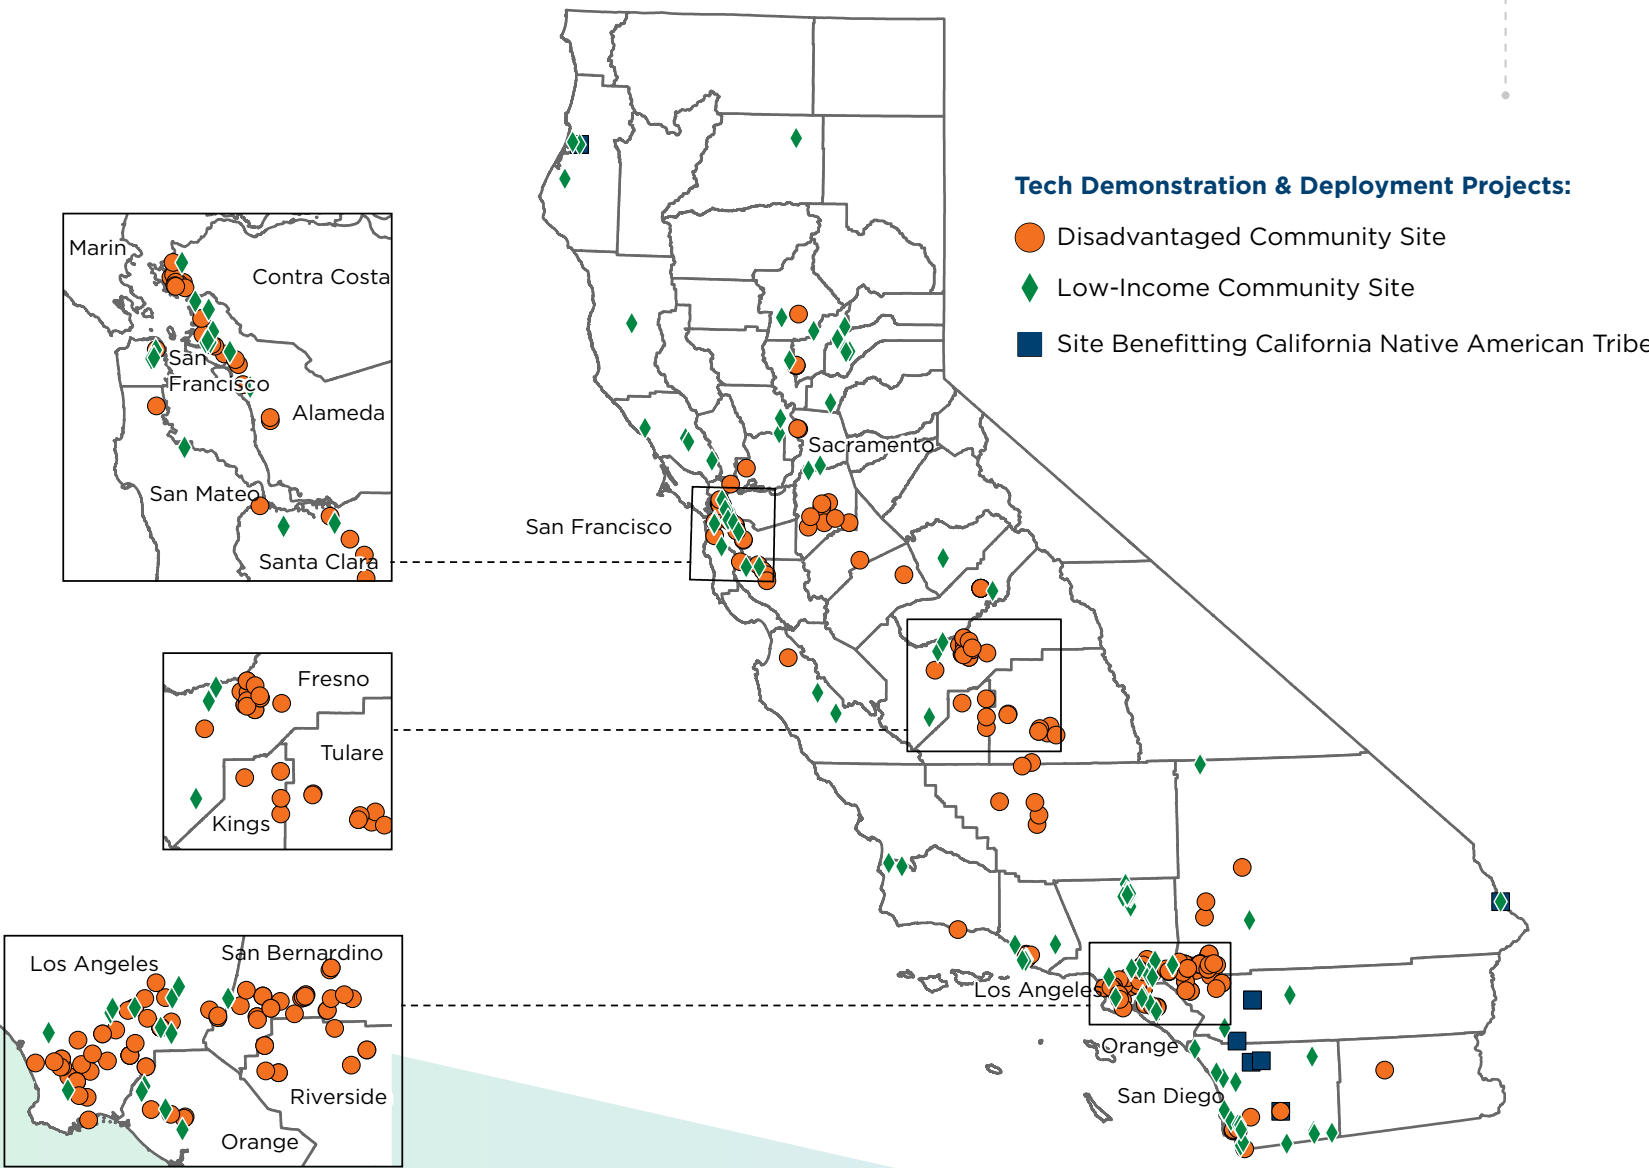 Tech Demonstration & Deployment Projects:
Disadvantaged Community Site
Low-Income Community Site
Site Benefitting California Native American Tribe
Marin
Contra Costa
San
Francisco
Alameda
San Mateo
Santa Clara
Sacramento
San Francisco
Fresno
Tulare
Kings
Los Angeles
San Bernardino
Riverside
Orange
Los Angeles
Orange
San Diego